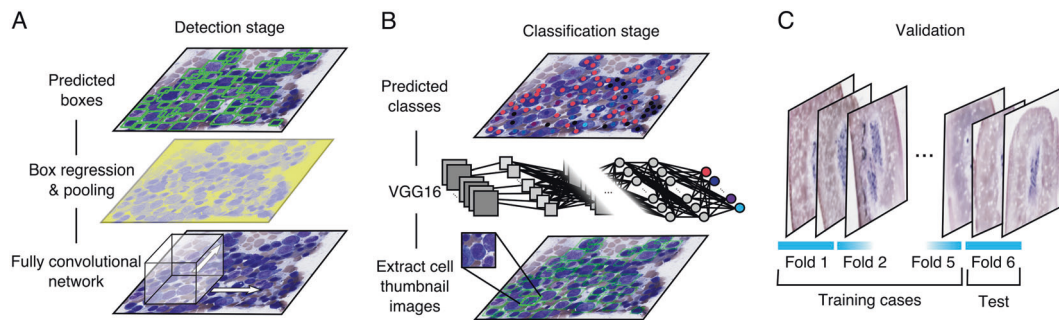 A
Detection stage
Predicted
boxes
Box regression
& pooling
Fully convolutional
network
B
Classification stage
Predicted
classes
VGG16
...
Extract cell
thumbnail
images
C
Validation
...
Fold 1
Fold 2
Fold 5
Fold 6
Training cases
Test